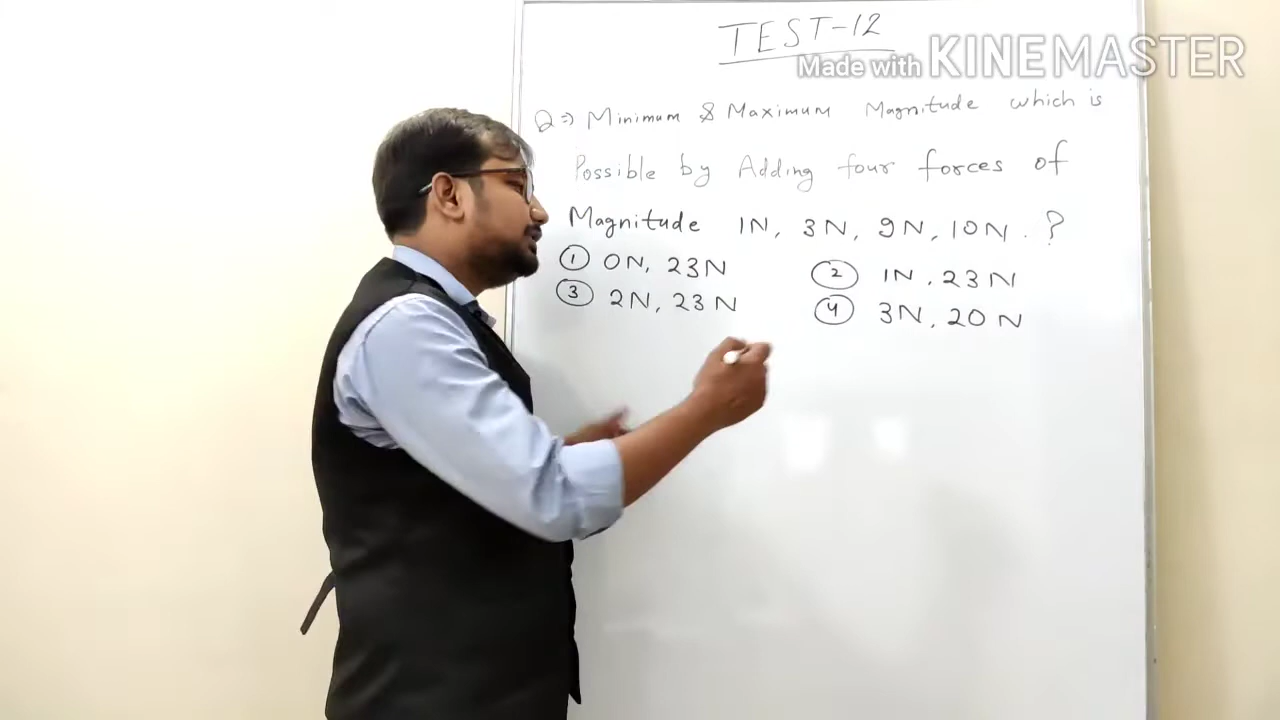 TEST-12
Made with KINEMASTER
Q⇒ Minimum & Maximum Magnitude which is
Possible by Adding four forces of
Magnitude 1N, 3N, 9N, 10N. ?
① 0N, 23N ② 1N, 23N
③ 2N, 23N ④ 3N, 20N